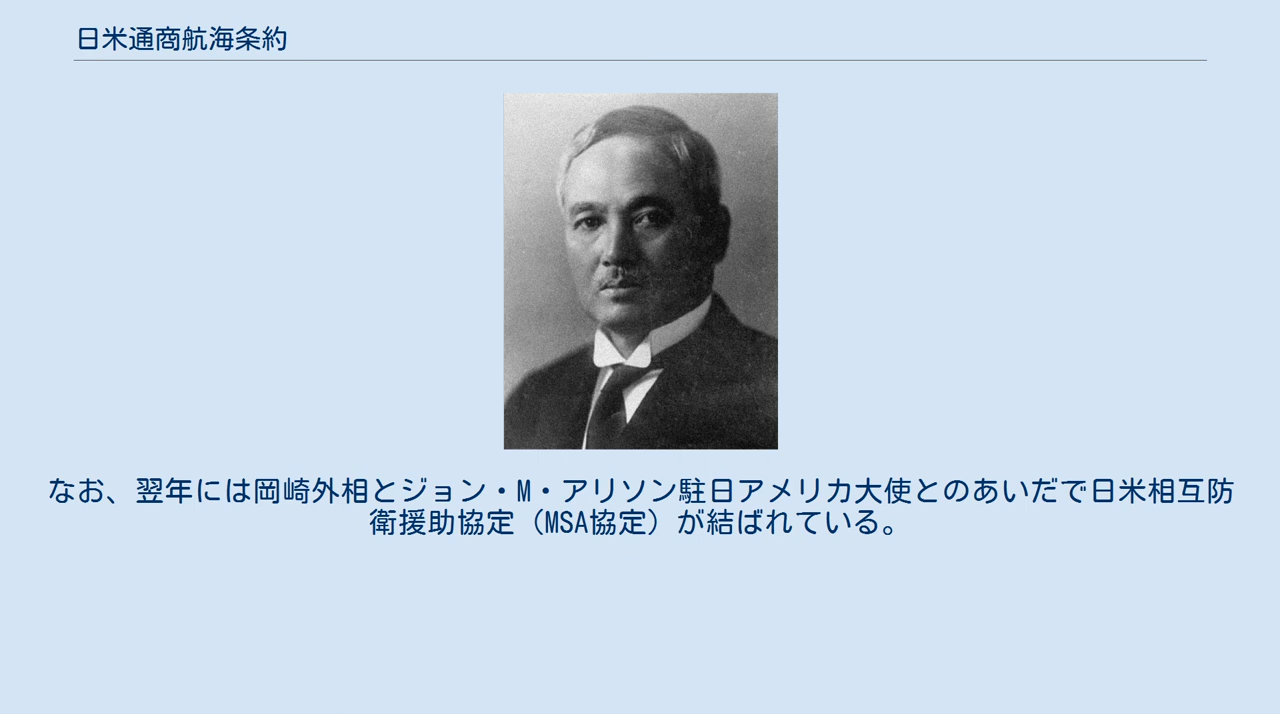 日米通商航海条約
なお、翌年には岡崎外相とジョン・M・アリソン駐日アメリカ大使とのあいだで日米相互防
衛援助協定（MSA協定）が結ばれている。